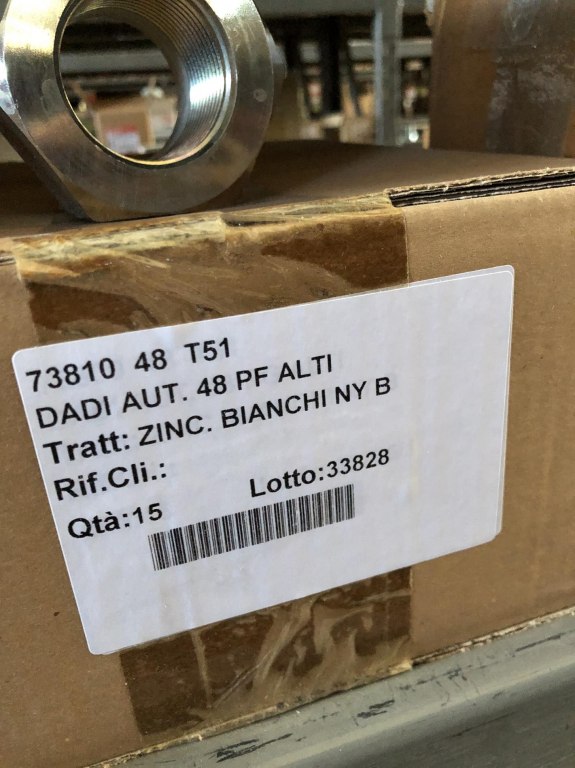 73810 48 T51
DADI AUT. 48 PF ALTI
Tratt: ZINC. BIANCHI NY B
Rif.Cli.:
Qtà:15 Lotto:33828